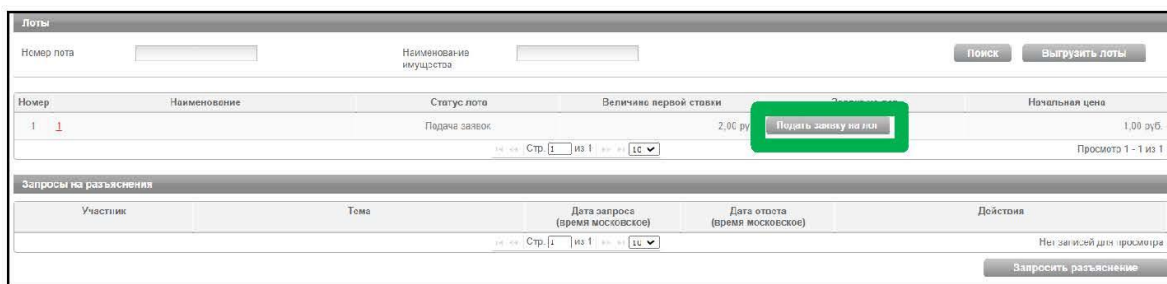 Лоты
Номер лота
Наименование имущества
Поиск
Выгрузить лоты
Номер Наименование Статус лота Величина первой ставки Начальная цена
1 1 Подача заявок 2,00 ру Подать заявку на лот 1,00 руб.
Стр. 1 из 1 10 Просмотр 1 - 1 из 1
Запросы на разъяснения
Участник Тема Дата запроса Дата ответа Действия
(время московское) (время московское)
Стр. 1 из 1 10 Нет записей для просмотра
Запросить разъяснение